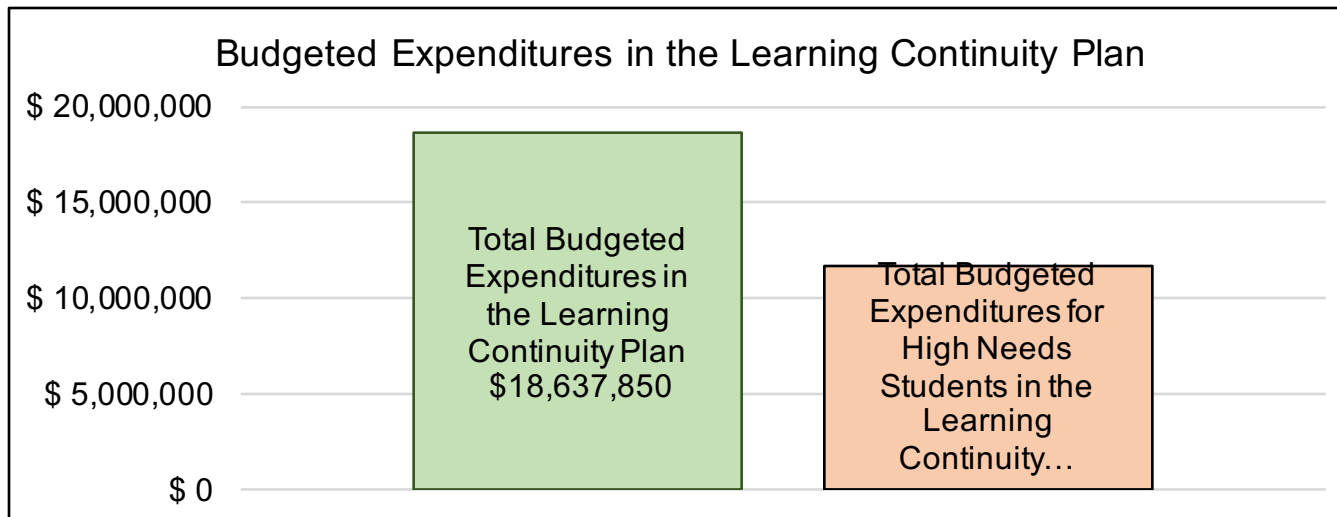 Budgeted Expenditures in the Learning Continuity Plan
$ 20,000,000
$ 15,000,000
$ 10,000,000
$ 5,000,000
$ 0
Total Budgeted
Expenditures in
the Learning
Continuity Plan
$18,637,850
Total Budgeted
Expenditures for
High Needs
Students in the
Learning
Continuity…